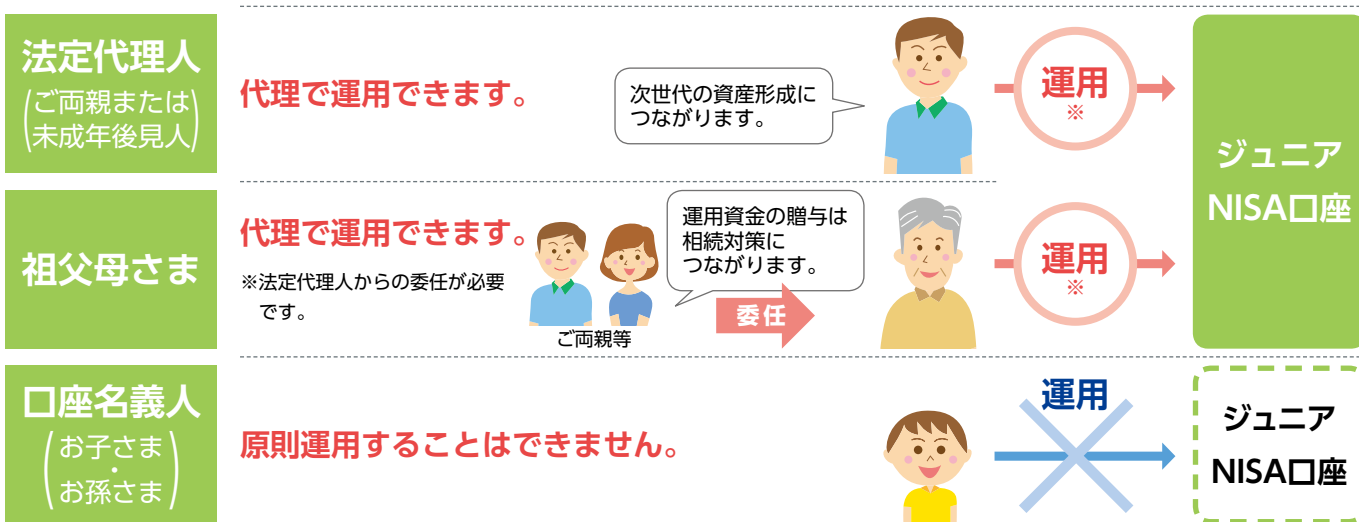 法定代理人
(ご両親または
未成年後見人)
代理で運用できます。
次世代の資産形成に
つながります。
運用
※
ジュニア
NISA口座
祖父母さま
代理で運用できます。
※法定代理人からの委任が必要
です。
ご両親等
運用資金の贈与は
相続対策に
つながります。
委任
運用
※
口座名義人
(お子さま
・
お孫さま)
原則運用することはできません。
運用
ジュニア
NISA口座